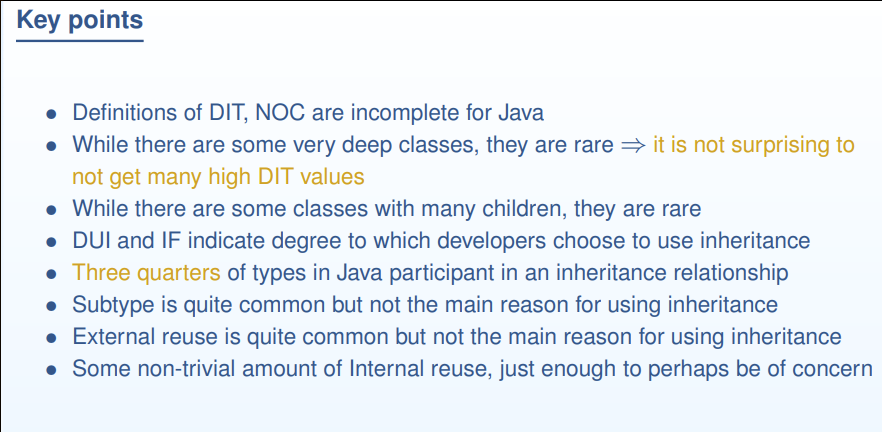 Key points
• Definitions of DIT, NOC are incomplete for Java
• While there are some very deep classes, they are rare ⇒ it is not surprising to
not get many high DIT values
• While there are some classes with many children, they are rare
• DUI and IF indicate degree to which developers choose to use inheritance
• Three quarters of types in Java participant in an inheritance relationship
• Subtype is quite common but not the main reason for using inheritance
• External reuse is quite common but not the main reason for using inheritance
• Some non-trivial amount of Internal reuse, just enough to perhaps be of concern